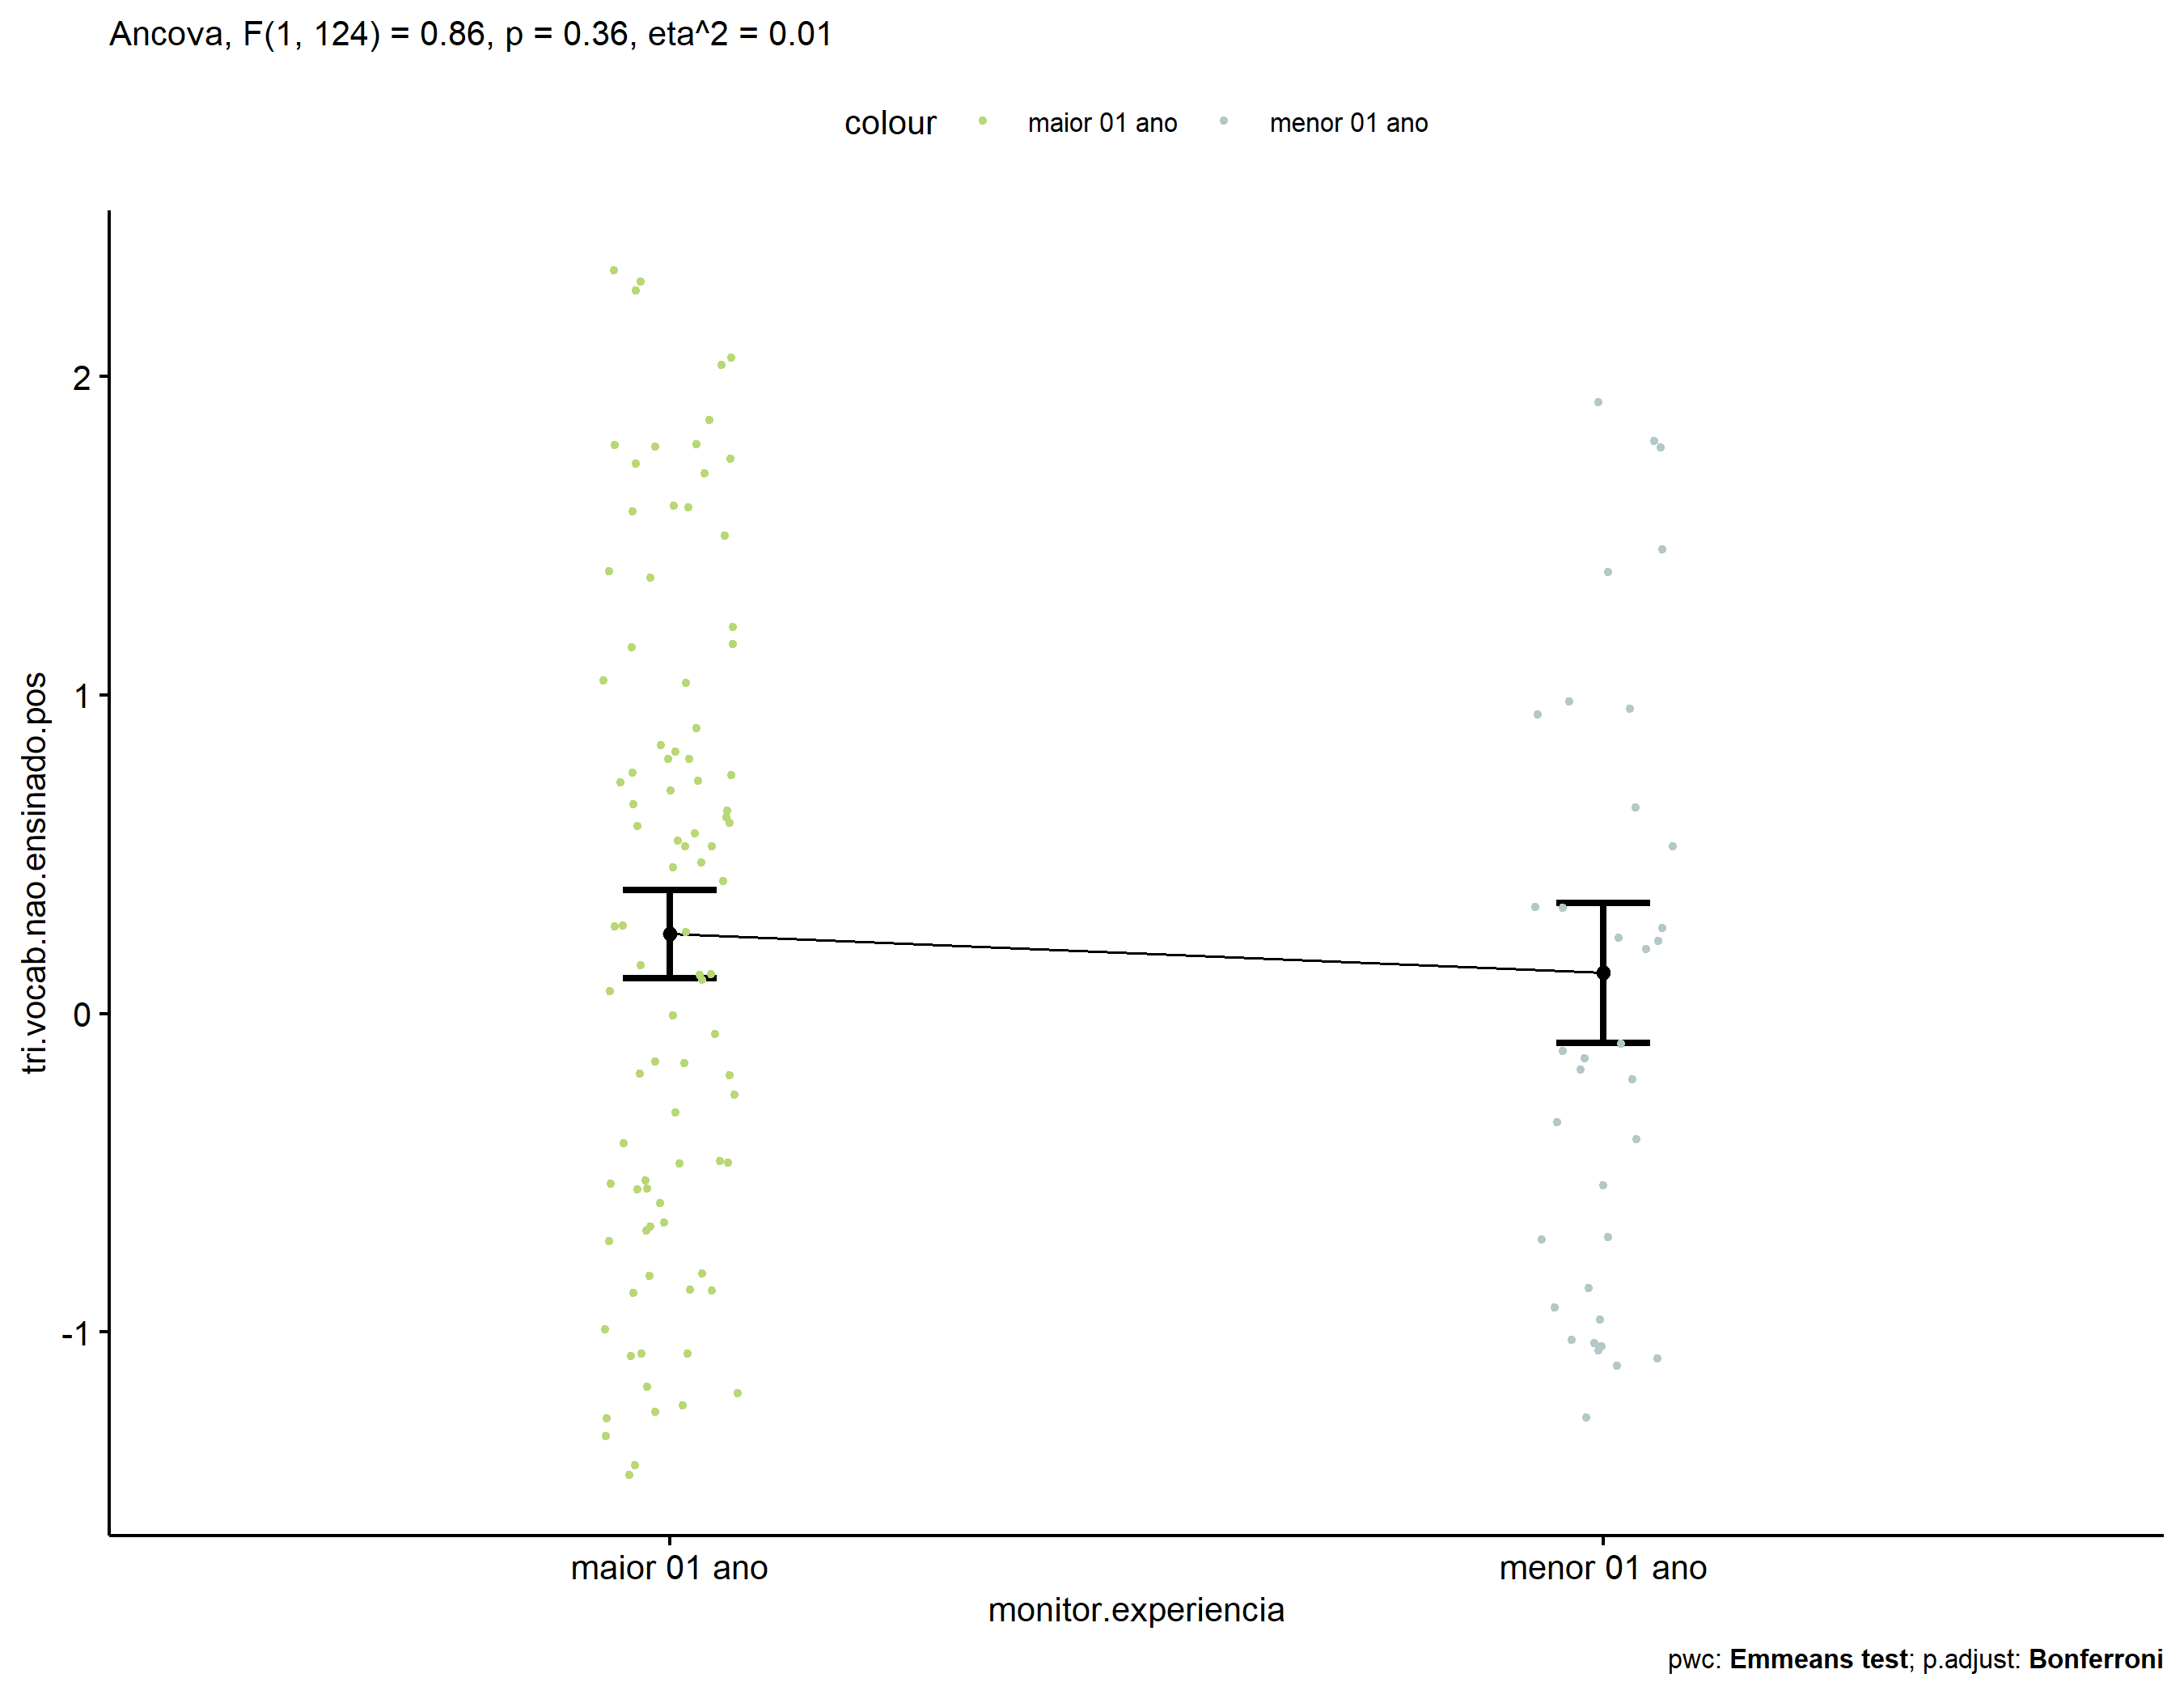 Ancova, F(1, 124) = 0.86, p = 0.36, eta^2 = 0.01
colour maior 01 ano menor 01 ano
tri.vocab.nao.ensinado.pos
2
1
0
-1
maior 01 ano menor 01 ano
monitor.experiencia
pwc: Emmeans test; p.adjust: Bonferroni